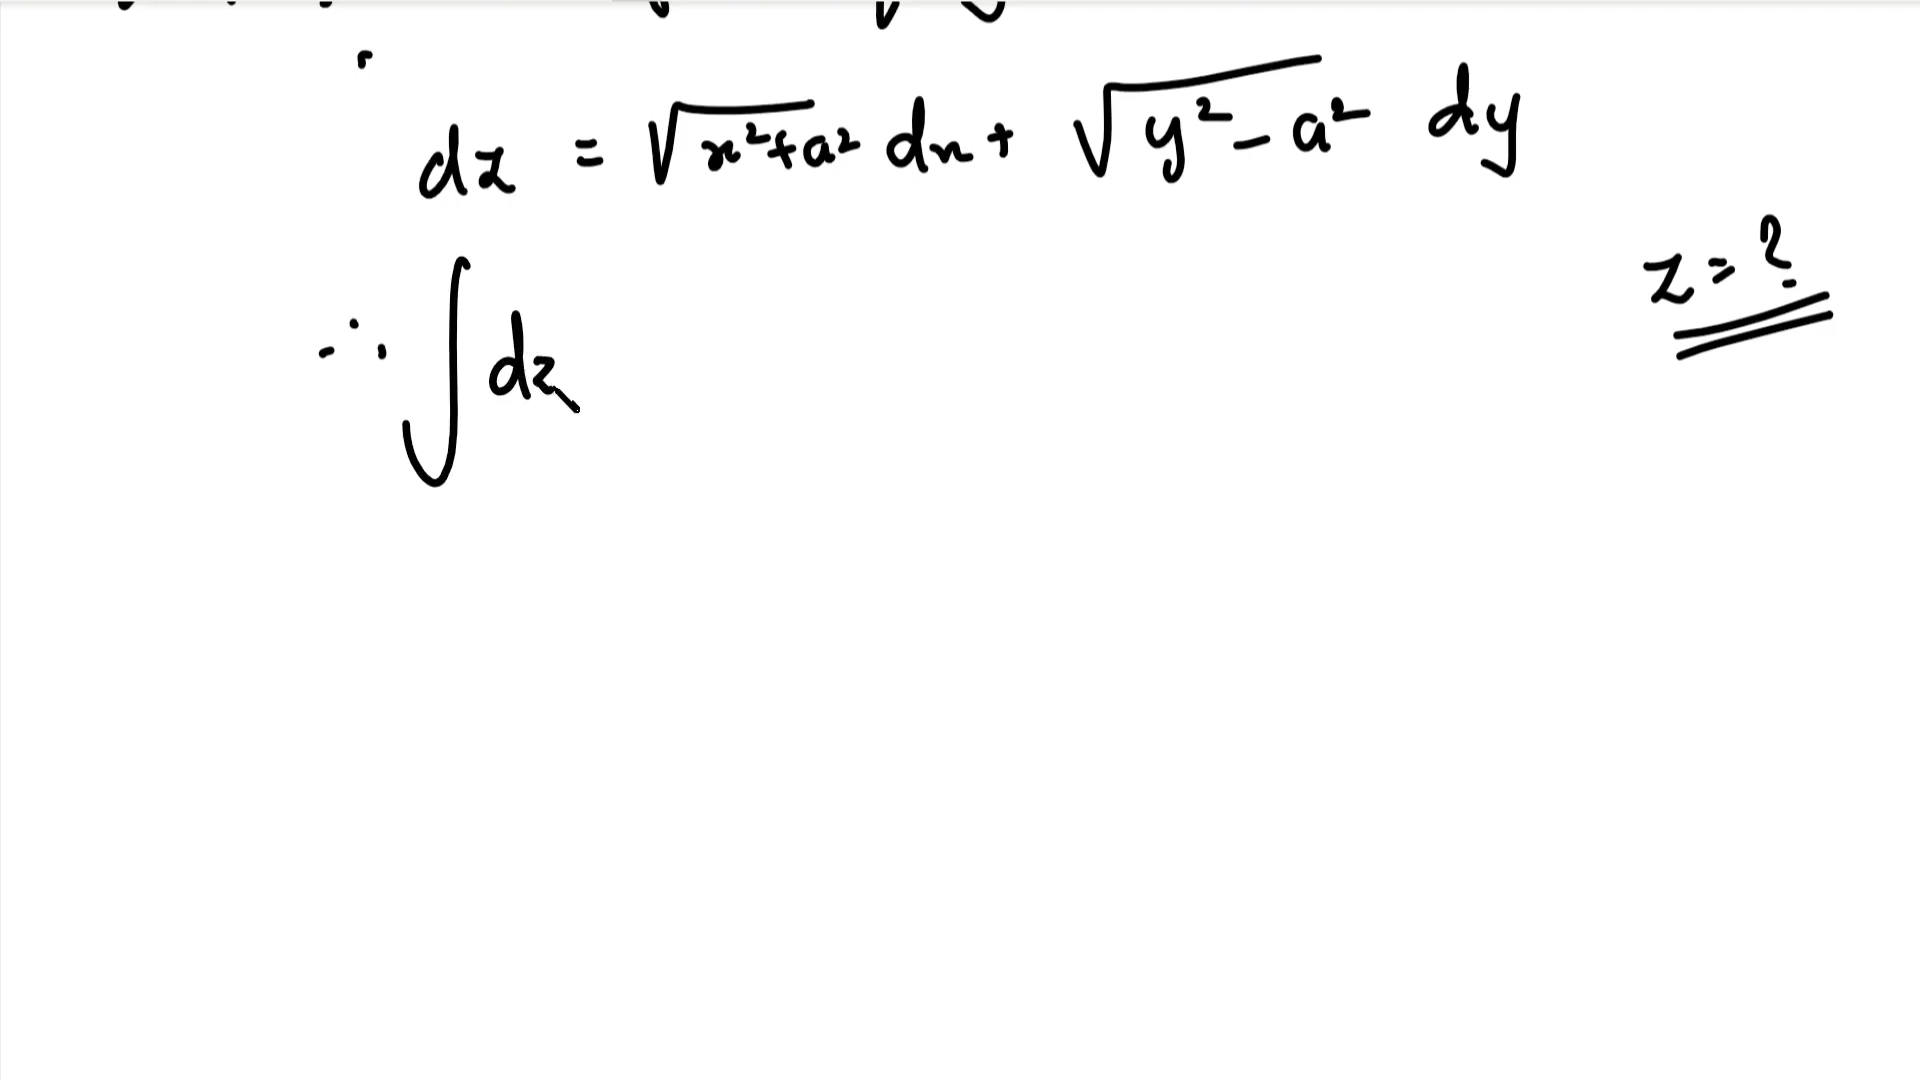 dz = √x²+a² dx + √y²-a² dy
z = ?
∴ ∫ dz